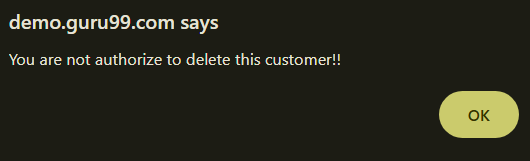 demo.guru99.com says
You are not authorize to delete this customer!!
OK